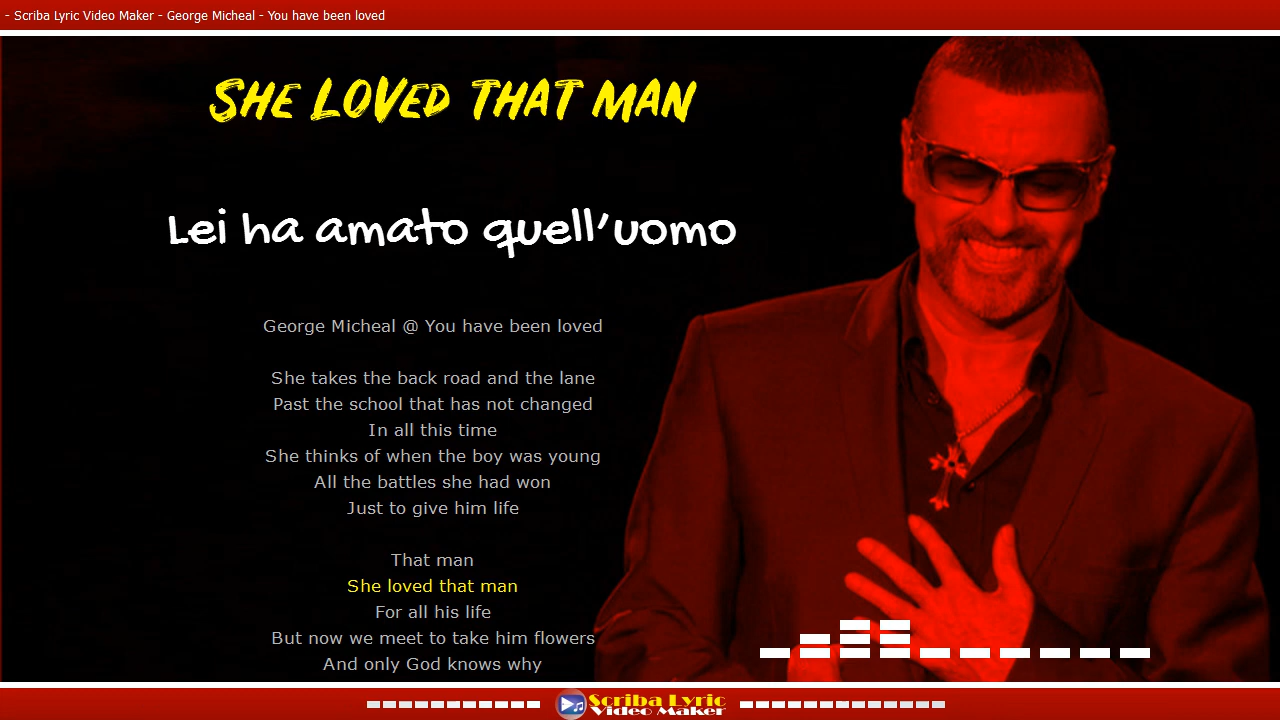 - Scriba Lyric Video Maker - George Micheal - You have been loved
SHE LOVED THAT MAN
Lei ha amato quell'uomo
George Micheal @ You have been loved
She takes the back road and the lane
Past the school that has not changed
In all this time
She thinks of when the boy was young
All the battles she had won
Just to give him life
That man
She loved that man
For all his life
But now we meet to take him flowers
And only God knows why
Scriba Lyric
Video Maker